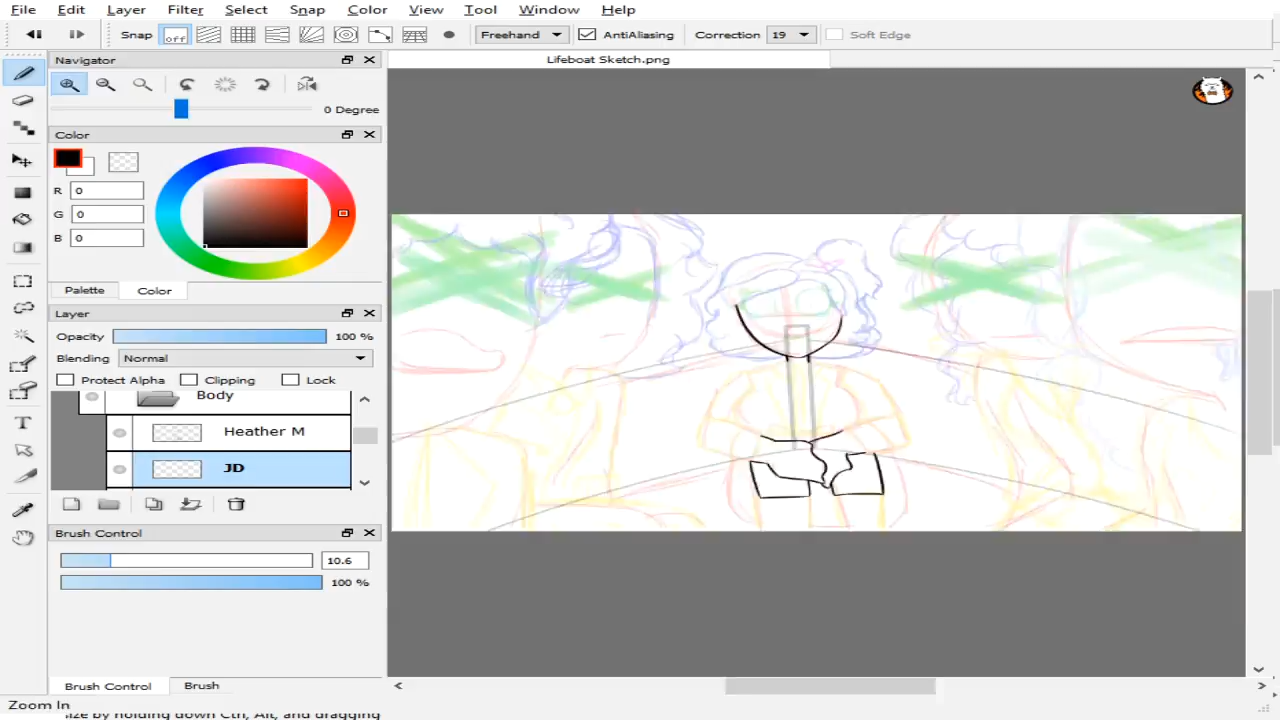 File Edit Layer Filter Select Snap Color View Tool Window Help
Snap off Freehand AntiAliasing Correction 19 Soft Edge
Navigator
Lifeboat Sketch.png
0 Degree
Color
R 0
G 0
B 0
Palette Color
Layer
Opacity 100 %
Blending Normal
Protect Alpha Clipping Lock
Body
Heather M
JD
Brush Control
10.6
100 %
Brush Control Brush
Zoom In
ize by holding down Ctrl, Alt, and dragging